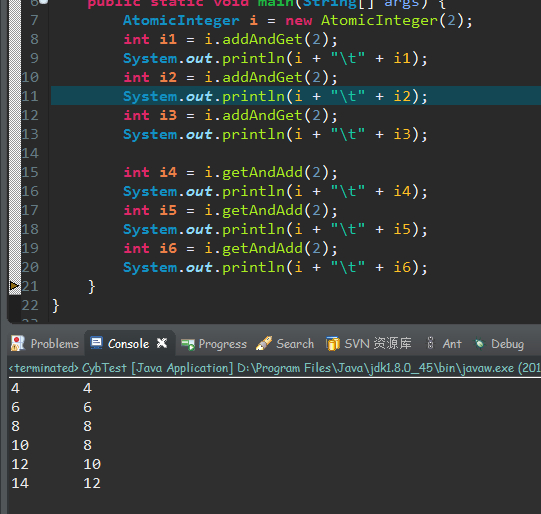 6 public static void main(String[] args) {
7 AtomicInteger i = new AtomicInteger(2);
8 int i1 = i.addAndGet(2);
9 System.out.println(i + "\t" + i1);
10 int i2 = i.addAndGet(2);
11 System.out.println(i + "\t" + i2);
12 int i3 = i.addAndGet(2);
13 System.out.println(i + "\t" + i3);
14
15 int i4 = i.getAndAdd(2);
16 System.out.println(i + "\t" + i4);
17 int i5 = i.getAndAdd(2);
18 System.out.println(i + "\t" + i5);
19 int i6 = i.getAndAdd(2);
20 System.out.println(i + "\t" + i6);
21 }
22 }
Problems Console Progress Search SVN 资源库 Ant Debug
<terminated> CybTest [Java Application] D:\Program Files\Java\jdk1.8.0_45\bin\javaw.exe (201
4 4
6 6
8 8
10 8
12 10
14 12